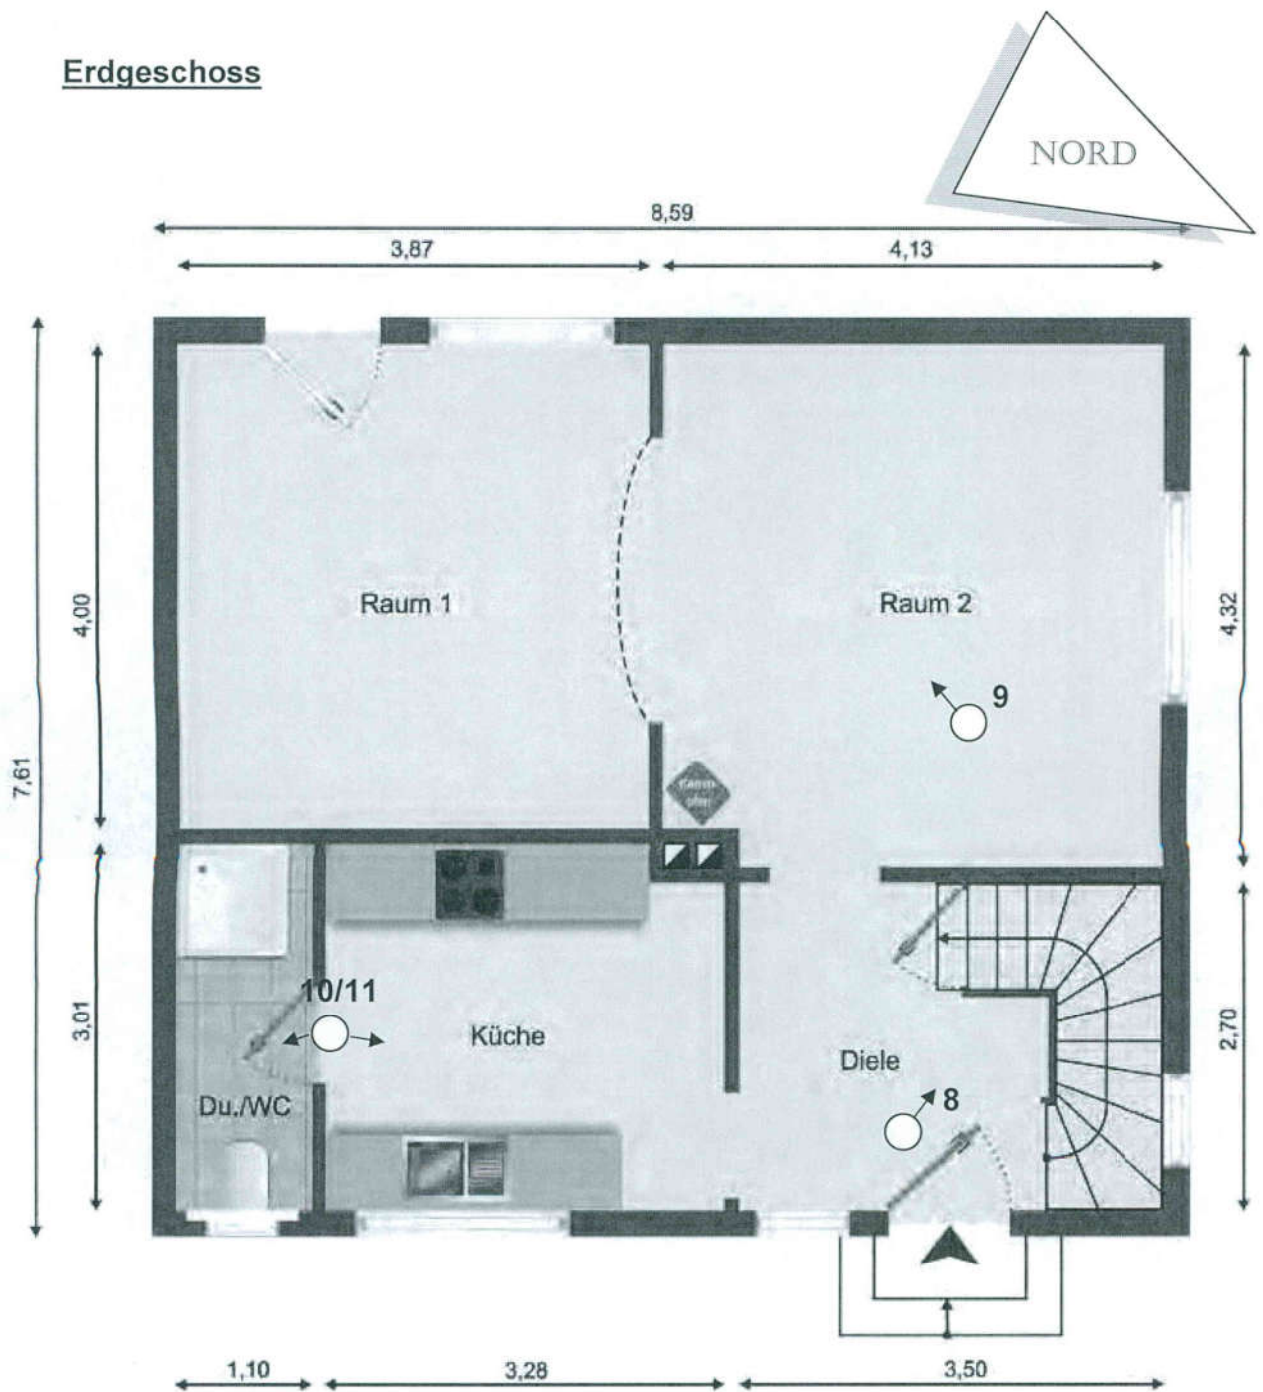 Erdgeschoss
NORD
8,59
3,87
4,13
7,61
4,00
4,32
Raum 1
Raum 2
9
3,01
2,70
10/11
Küche
Diele
8
Du./WC
1,10
3,28
3,50